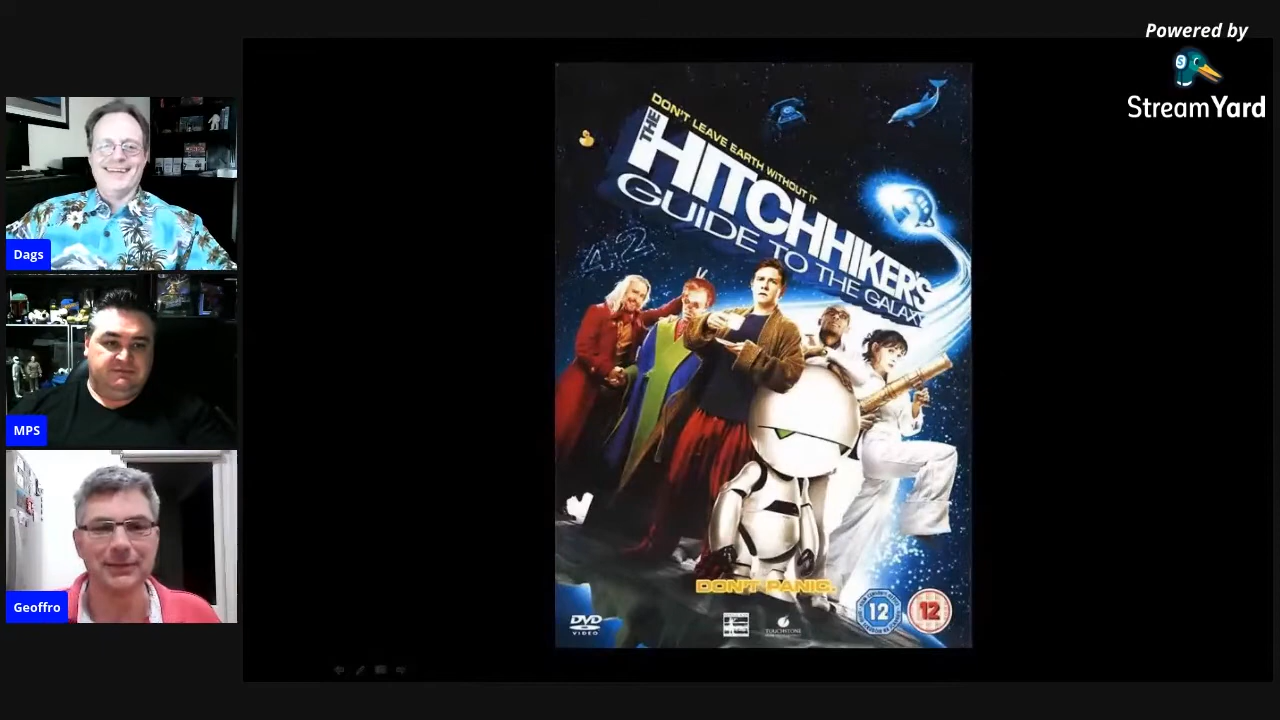 Powered by
StreamYard
Dags
MPS
Geoffro
DON'T LEAVE EARTH WITHOUT IT
THE
HITCHHIKER'S
GUIDE TO THE GALAXY
42
DON'T PANIC.
DVD
VIDEO
TOUCHSTONE
12
12